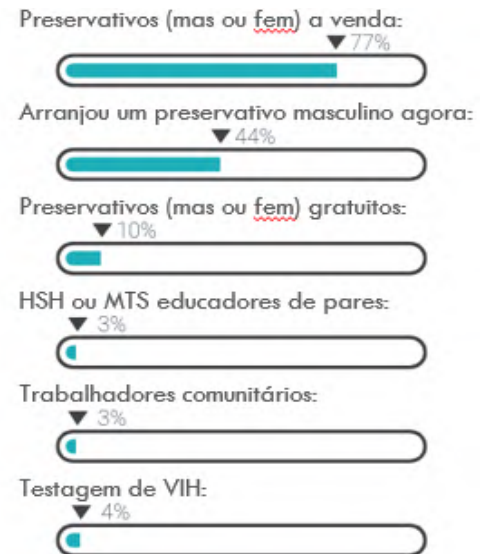 Preservativos (mas ou fem) a venda:
▼77%
Arranjou um preservativo masculino agora:
▼44%
Preservativos (mas ou fem) gratuitos:
▼10%
HSH ou MTS educadores de pares:
▼ 3%
Trabalhadores comunitários:
▼ 3%
Testagem de VIH:
▼ 4%